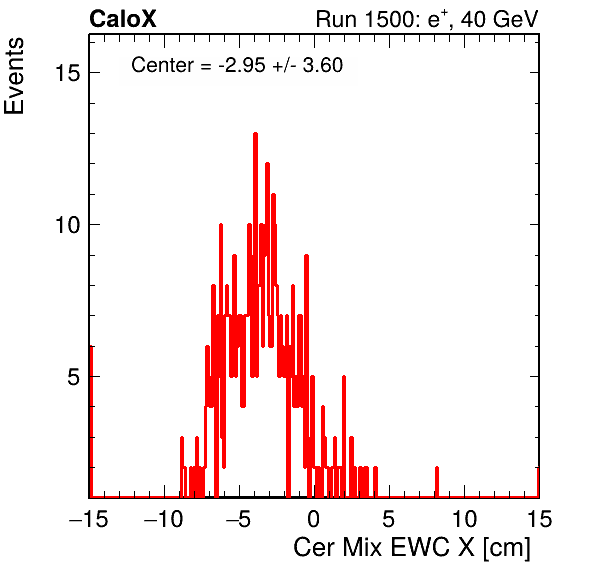 CaloX Run 1500: e⁺, 40 GeV
Center = -2.95 +/- 3.60
Events
15
10
5
−15 −10 −5 0 5 10 15
Cer Mix EWC X [cm]